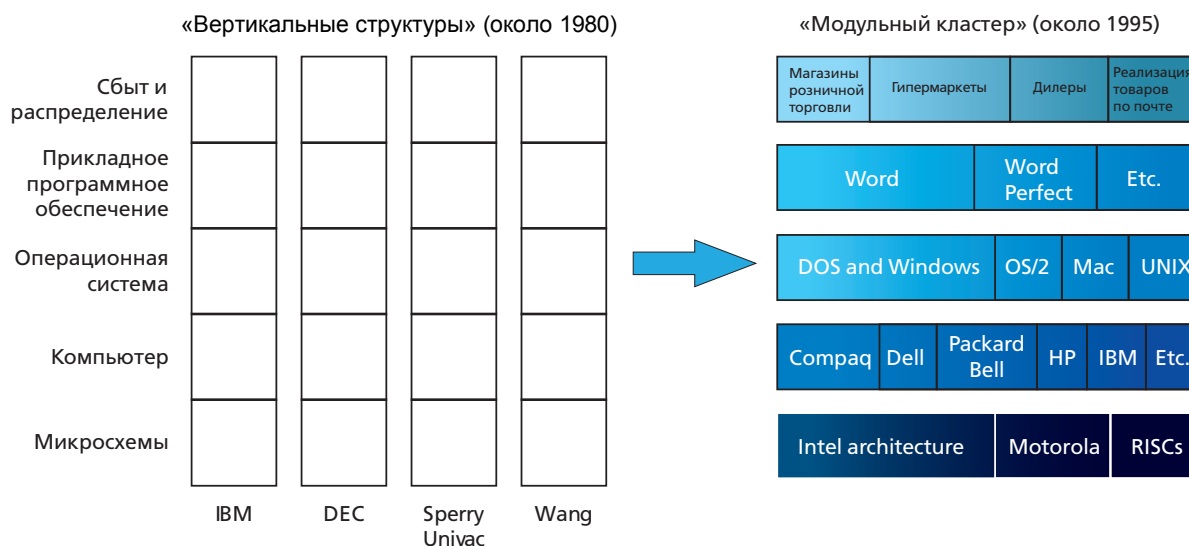 «Вертикальные структуры» (около 1980)
Сбыт и
распределение
Прикладное
программное
обеспечение
Операционная
система
Компьютер
Микросхемы
IBM
DEC
Sperry
Univac
Wang
«Модульный кластер» (около 1995)
Магазины
розничной
торговли
Гипермаркеты
Дилеры
Реализация
товаров
по почте
Word
Word
Perfect
Etc.
DOS and Windows
OS/2
Mac
UNIX
Compaq
Dell
Packard
Bell
HP
IBM
Etc.
Intel architecture
Motorola
RISCs